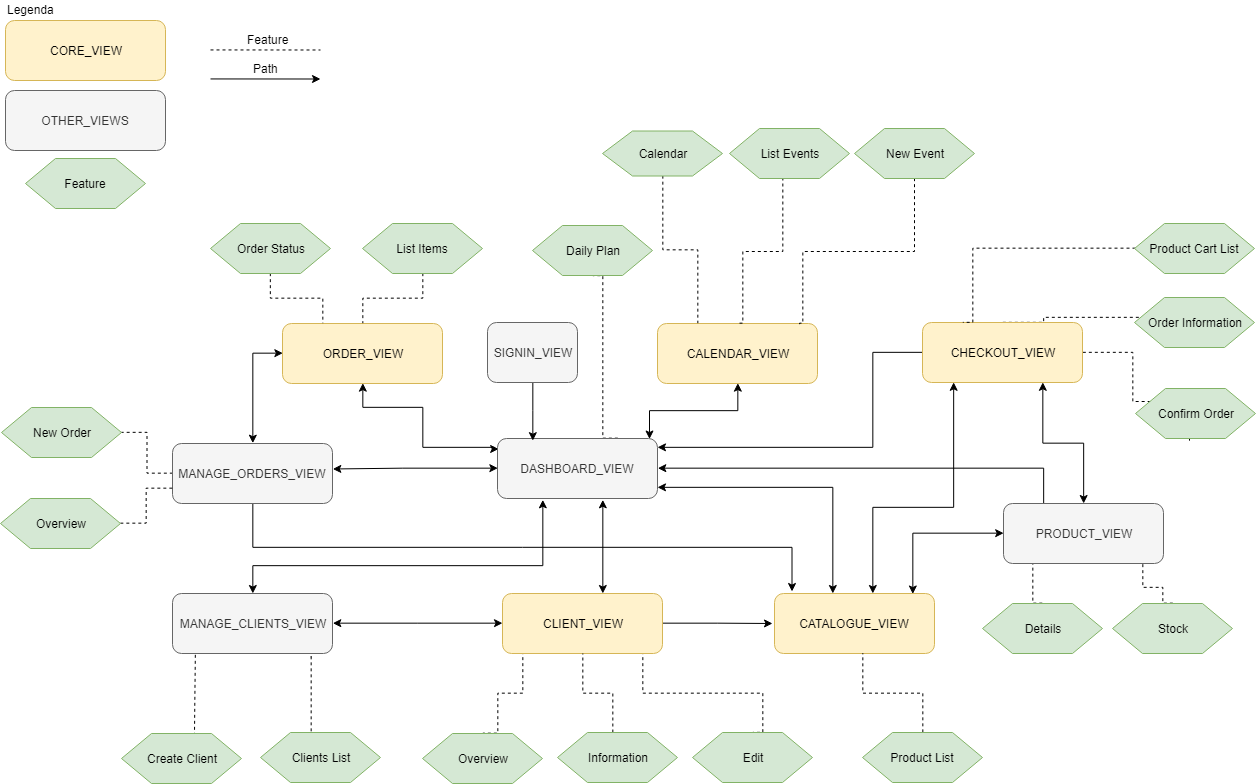 Legenda
CORE_VIEW
Feature
Path
OTHER_VIEWS
Feature
Calendar
List Events
New Event
Order Status
List Items
Daily Plan
Product Cart List
Order Information
ORDER_VIEW
SIGNIN_VIEW
CALENDAR_VIEW
CHECKOUT_VIEW
Confirm Order
New Order
MANAGE_ORDERS_VIEW
DASHBOARD_VIEW
Overview
PRODUCT_VIEW
MANAGE_CLIENTS_VIEW
CLIENT_VIEW
CATALOGUE_VIEW
Details
Stock
Create Client
Clients List
Overview
Information
Edit
Product List